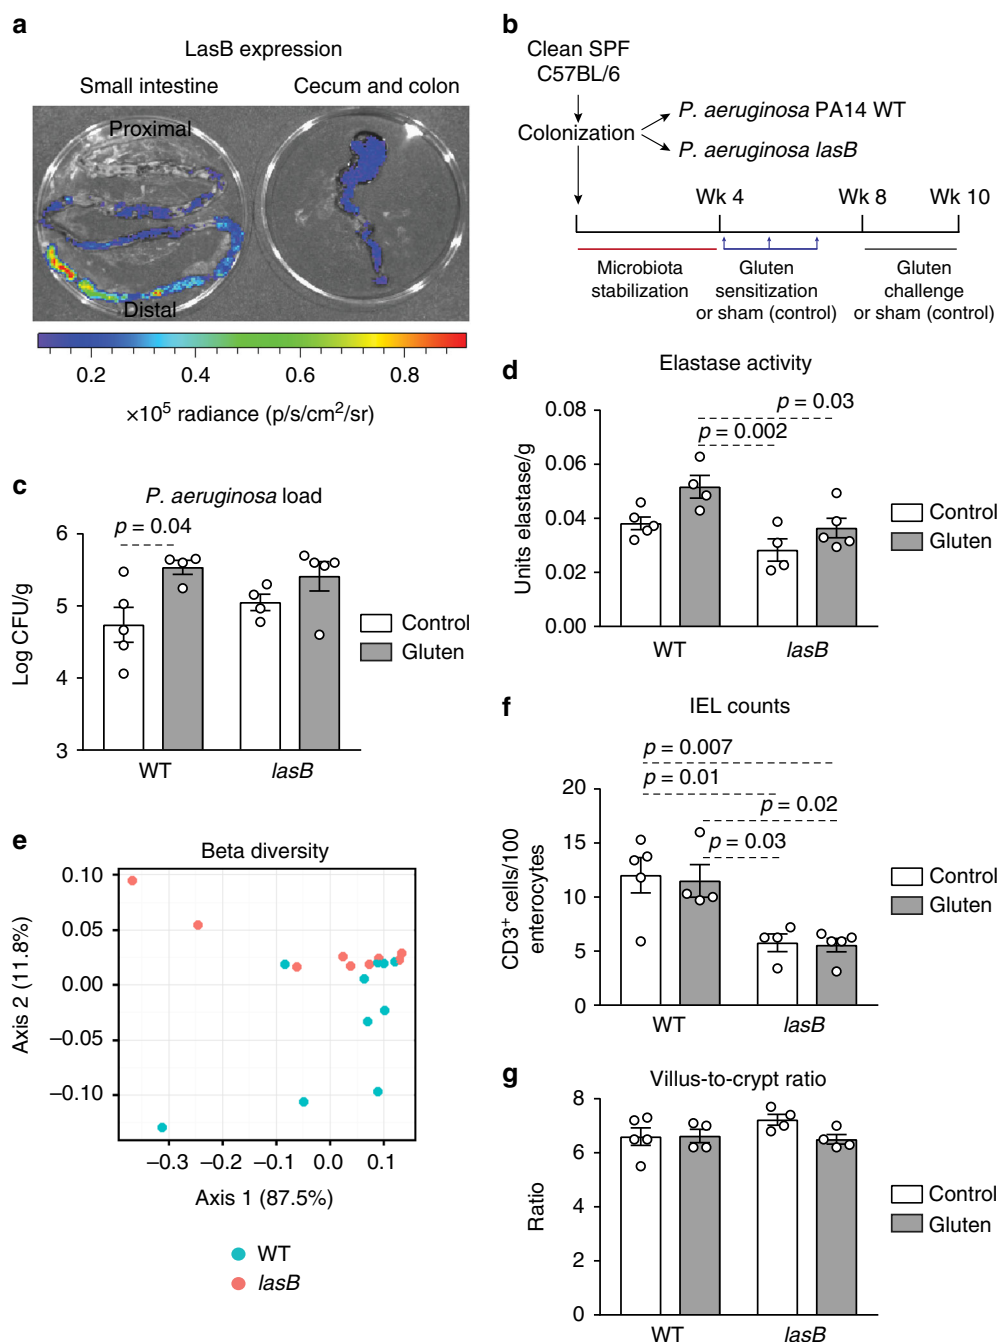 a
LasB expression
Small intestine
Cecum and colon
Proximal
Distal
0.2 0.4 0.6 0.8
×10⁵ radiance (p/s/cm²/sr)
b
Clean SPF
C57BL/6
Colonization
P. aeruginosa PA14 WT
P. aeruginosa lasB
Wk 4 Wk 8 Wk 10
Microbiota
stabilization
Gluten
sensitization
or sham (control)
Gluten
challenge
or sham (control)
c
P. aeruginosa load
p = 0.04
Log CFU/g
6
5
4
3
WT lasB
Control
Gluten
d
Elastase activity
p = 0.03
p = 0.002
Units elastase/g
0.08
0.06
0.04
0.02
0.00
WT lasB
Control
Gluten
e
Beta diversity
Axis 2 (11.8%)
0.10
0.05
0.00
−0.05
−0.10
−0.3 −0.2 −0.1 0.0 0.1
Axis 1 (87.5%)
WT
lasB
f
IEL counts
p = 0.007
p = 0.01
p = 0.02
p = 0.03
CD3⁺ cells/100
enterocytes
20
15
10
5
0
WT lasB
Control
Gluten
g
Villus-to-crypt ratio
Ratio
8
6
4
2
0
WT lasB
Control
Gluten